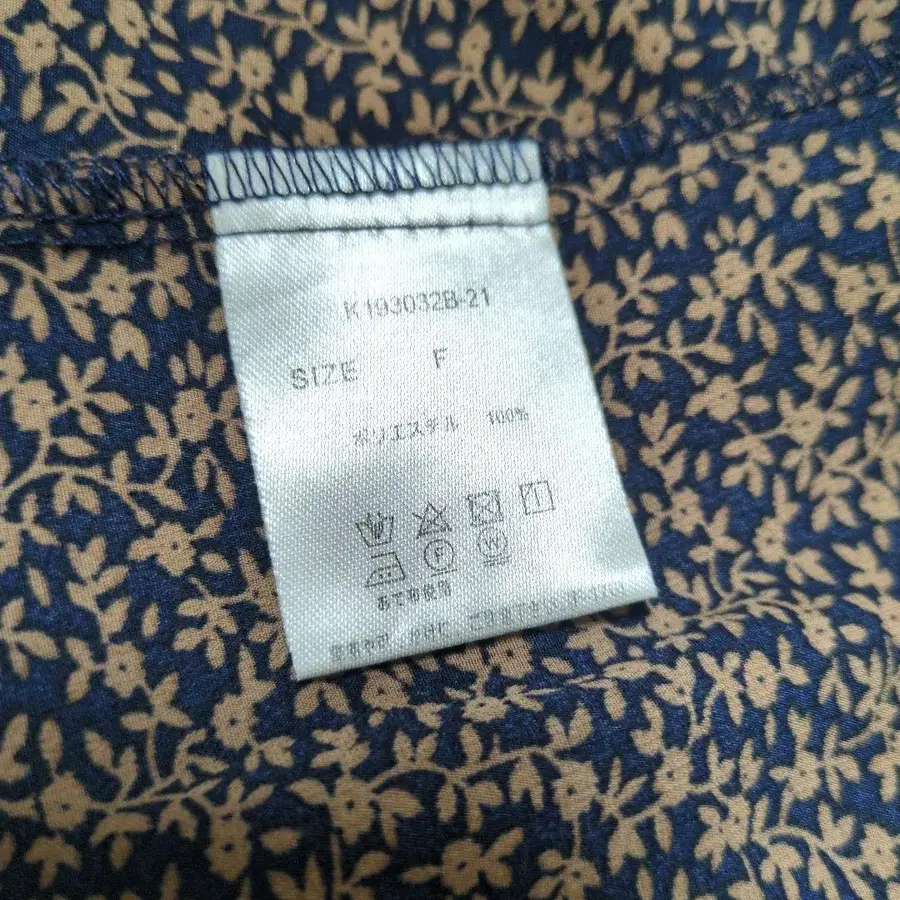 K193032B-21
SIZE F
ポリエステル 100%
F W
あて布使用